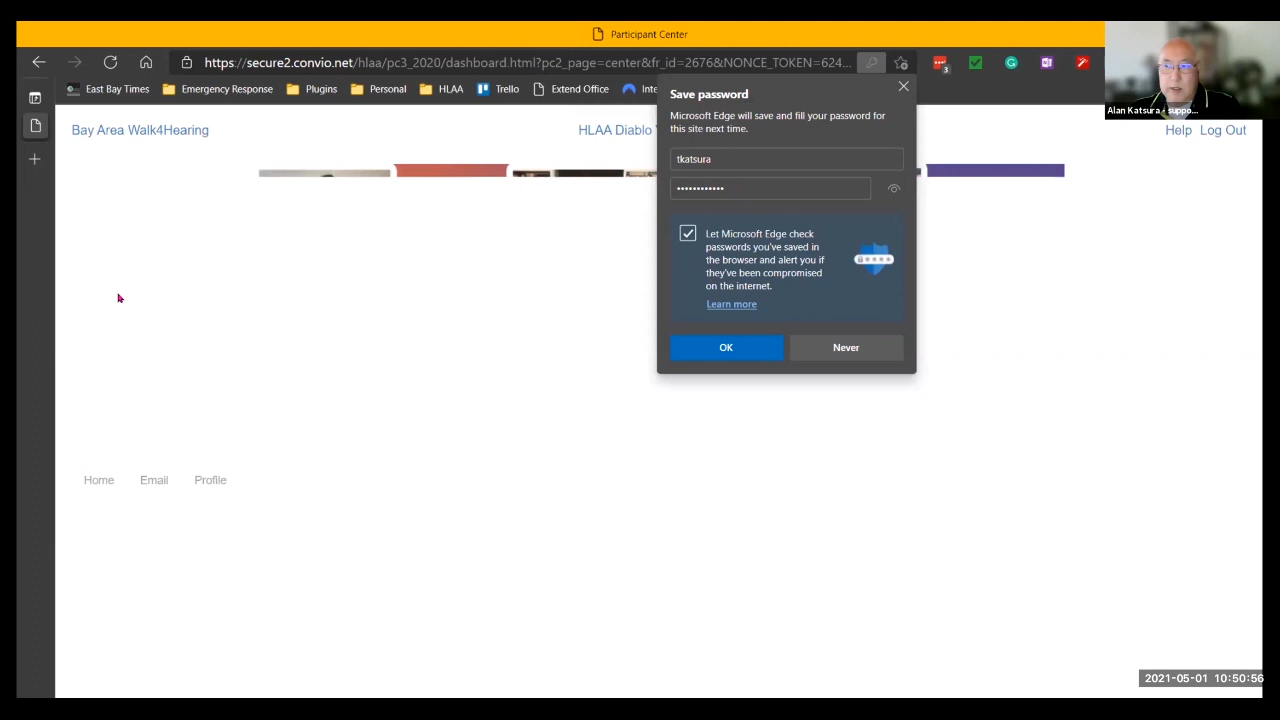 Participant Center
https://secure2.convio.net/hlaa/pc3_2020/dashboard.html?pc2_page=center&fr_id=2676&NONCE_TOKEN=624...
3
East Bay Times Emergency Response Plugins Personal HLAA Trello Extend Office Inte
Alan Katsura - suppo...
Bay Area Walk4Hearing HLAA Diablo Help Log Out
Save password
Microsoft Edge will save and fill your password for
this site next time.
tkatsura
••••••••••••
Let Microsoft Edge check
passwords you've saved in
the browser and alert you if
they've been compromised
on the internet.
Learn more
OK Never
Home Email Profile
2021-05-01 10:50:56